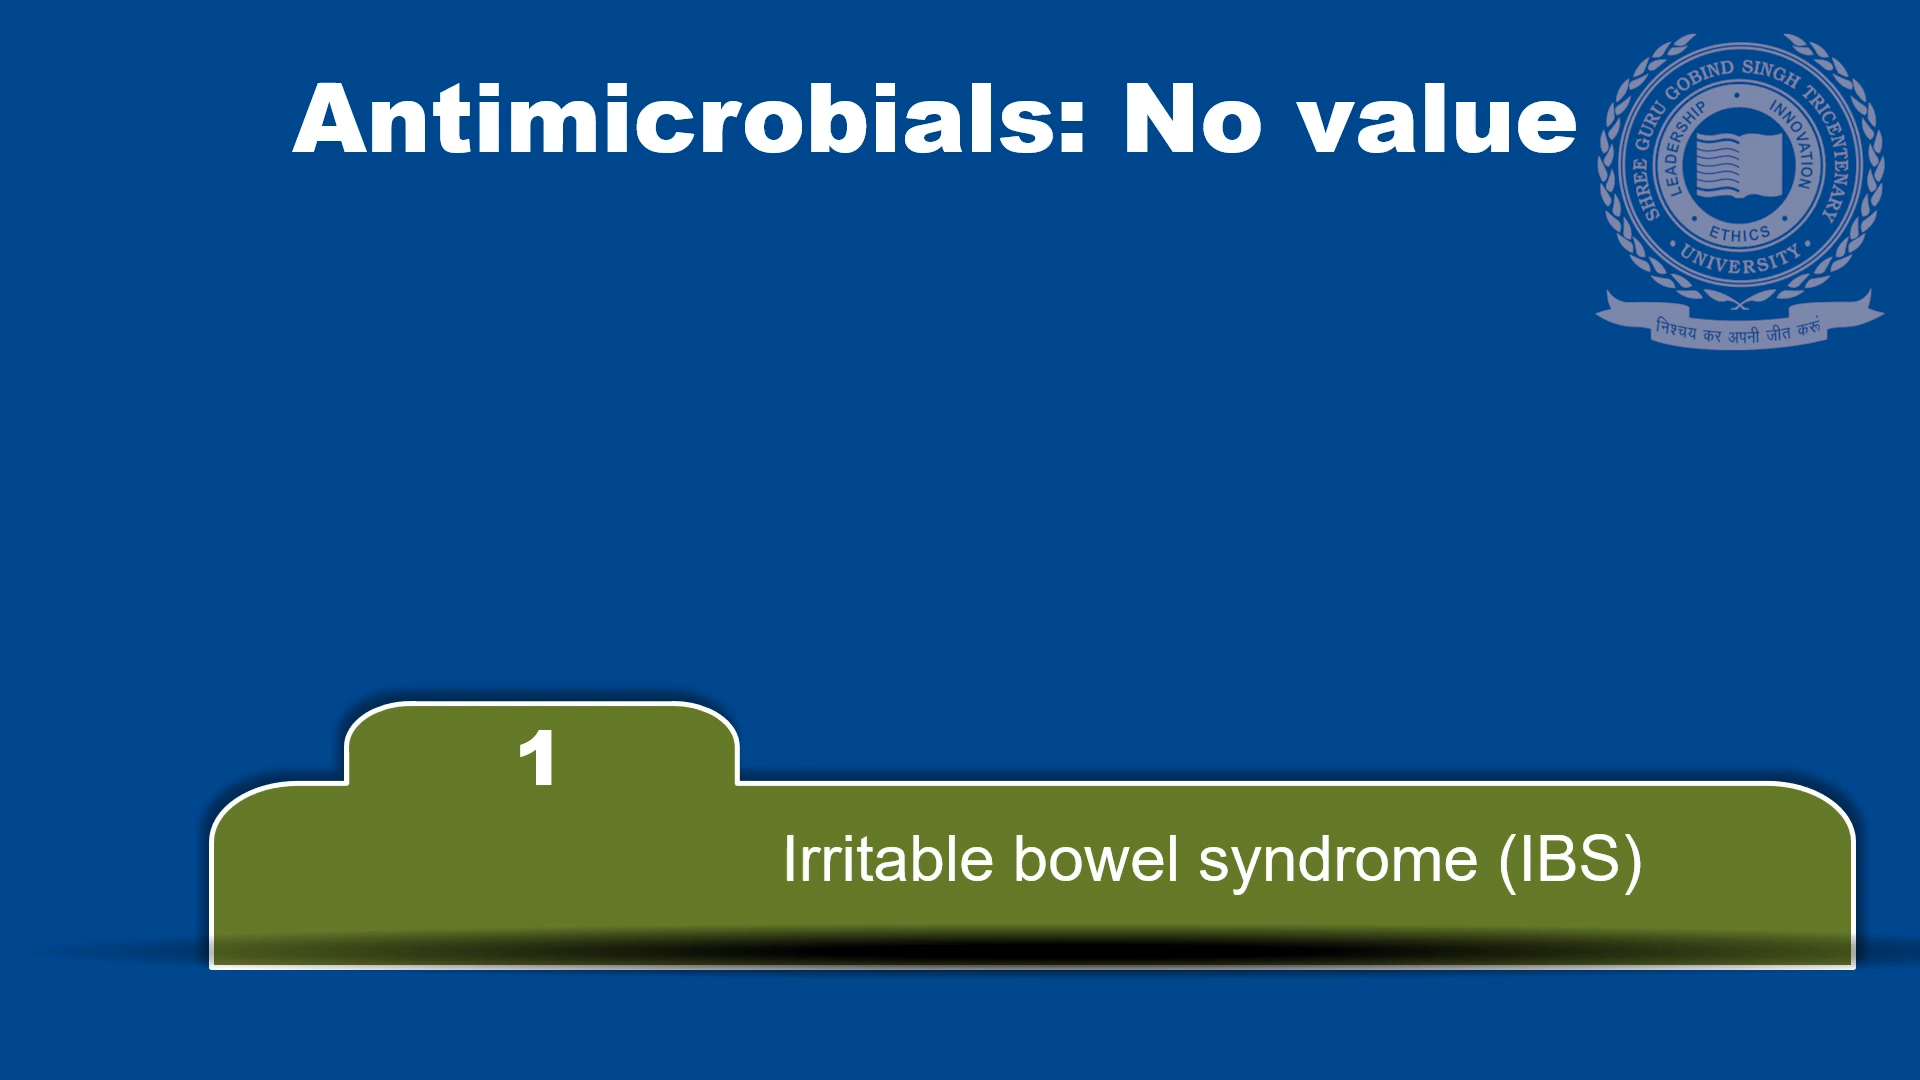 Antimicrobials: No value
SHREE GURU GOBIND SINGH TRICENTENARY
UNIVERSITY
LEADERSHIP
INNOVATION
ETHICS
निश्चय कर अपनी जीत करूं
1
Irritable bowel syndrome (IBS)